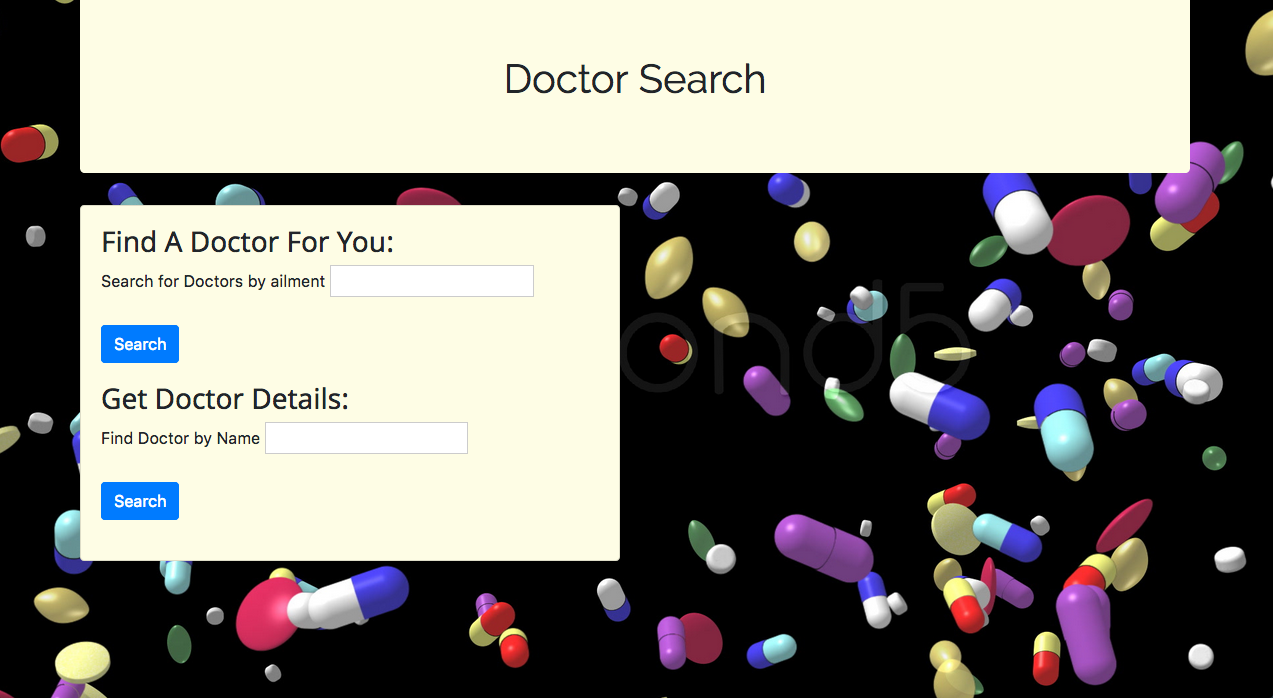 Doctor Search
Find A Doctor For You:
Search for Doctors by ailment
Search
Get Doctor Details:
Find Doctor by Name
Search
ond5